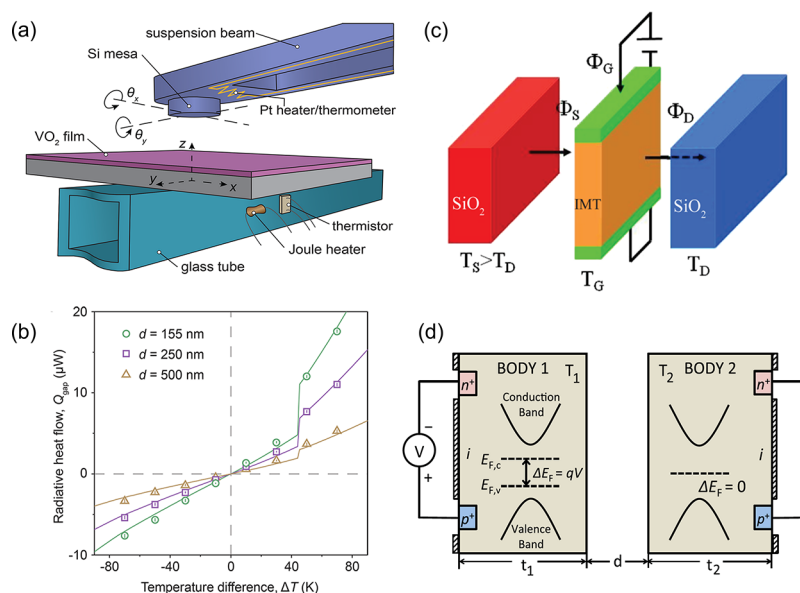 (a)
suspension beam
Si mesa
θx
θy
Pt heater/thermometer
VO2 film
z
y
x
thermistor
Joule heater
glass tube
(b)
Radiative heat flow, Qgap (μW)
20
10
0
-10
d = 155 nm
d = 250 nm
d = 500 nm
-80 -40 0 40 80
Temperature difference, ΔT (K)
(c)
ΦG
ΦS
ΦD
SiO2
IMT
SiO2
TS>TD
TG
TD
(d)
BODY 1 T1
n+
Conduction
Band
V
−
+
i
EF,c
EF,v
ΔEF = qV
p+
Valence
Band
t1
d
T2 BODY 2
n+
i
ΔEF = 0
p+
t2